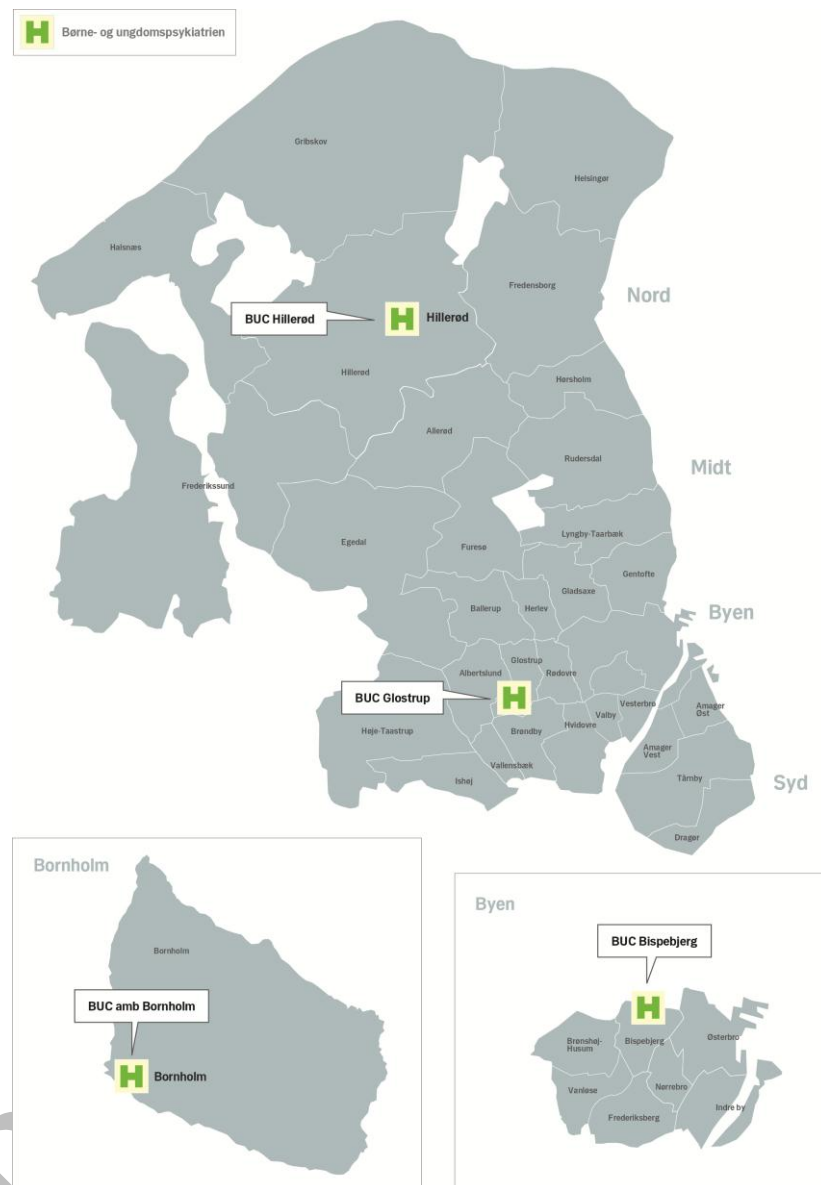 H Børne- og ungdomspsykiatrien
Gribskov
Helsingør
Halsnæs
Fredensborg
Nord
BUC Hillerød
H Hillerød
Hillerød
Hørsholm
Allerød
Rudersdal
Midt
Frederikssund
Egedal
Furesø
Lyngby-Taarbæk
Gladsaxe
Gentofte
Ballerup
Herlev
Byen
Albertslund
Glostrup
Rødovre
BUC Glostrup
H
Høje-Taastrup
Brøndby
Hvidovre
Valby
Vesterbro
Amager
Øst
Amager
Vest
Vallensbæk
Ishøj
Tårnby
Syd
Dragør
Bornholm
Bornholm
BUC amb Bornholm
H Bornholm
Byen
BUC Bispebjerg
H
Brønshøj-
Husum
Bispebjerg
Østerbro
Vanløse
Nørrebro
Frederiksberg
Indre by